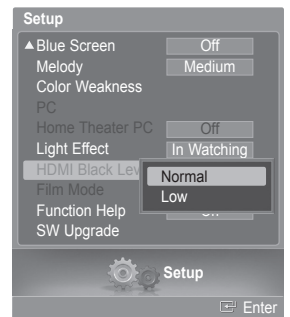 Setup
▲Blue Screen Off
Melody Medium
Color Weakness
PC
Home Theater PC Off
Light Effect In Watching
HDMI Black Lev
Normal
Film Mode
Low
Function Help
SW Upgrade
Setup
Enter